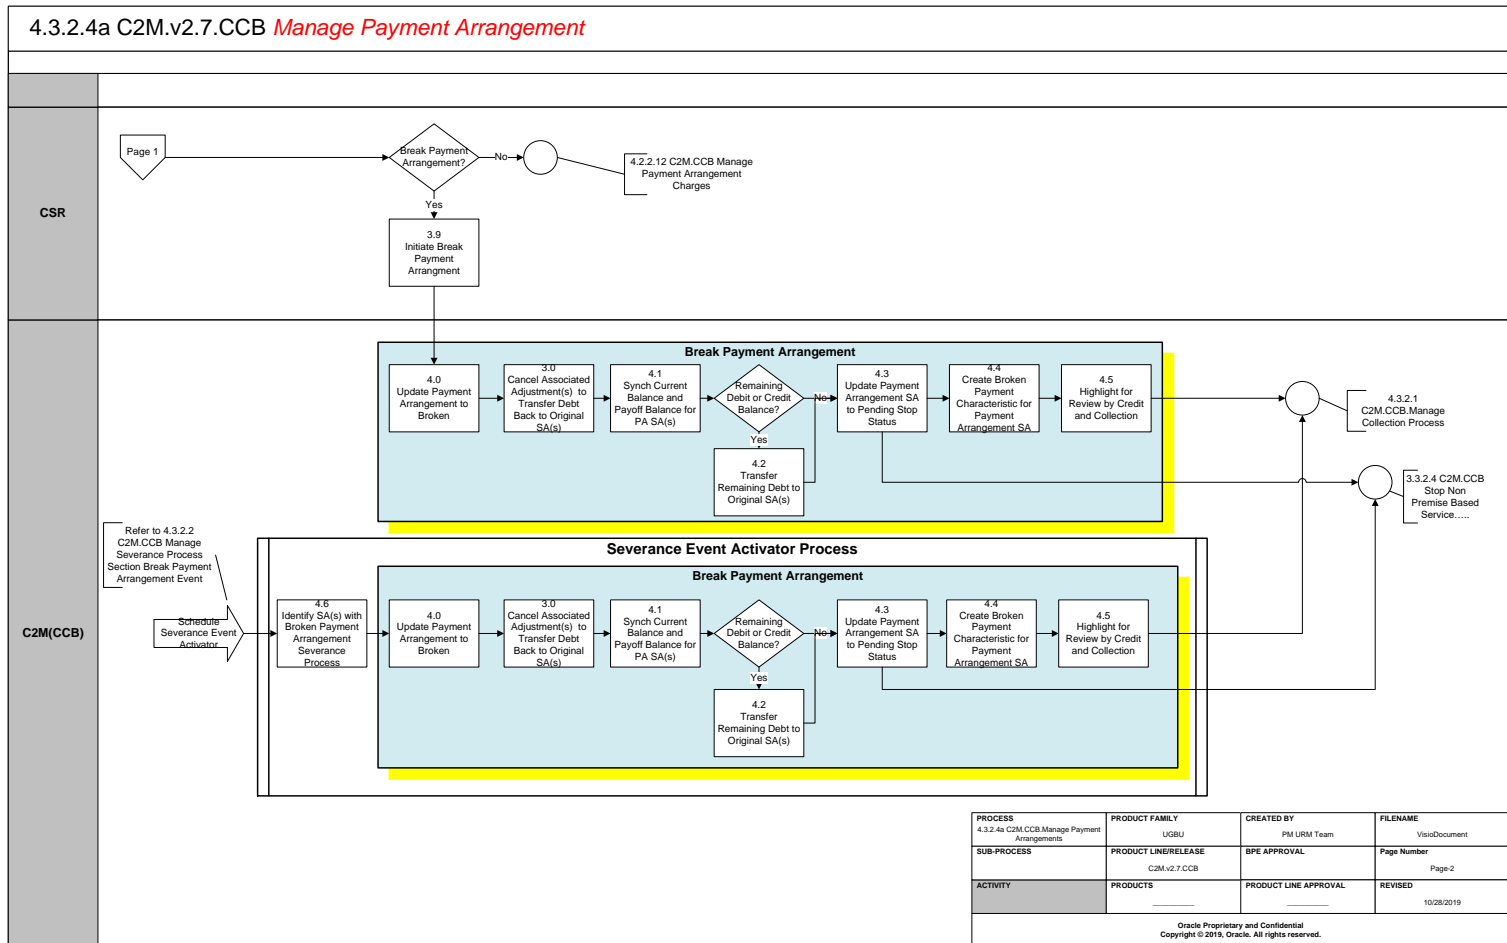 4.3.2.4a C2M.v2.7.CCB Manage Payment Arrangement
CSR
Page 1
Break Payment
Arrangement?
No
4.2.2.12 C2M.CCB Manage
Payment Arrangement
Charges
Yes
3.9
Initiate Break
Payment
Arrangment
C2M(CCB)
Break Payment Arrangement
4.0
Update Payment
Arrangement to
Broken
3.0
Cancel Associated
Adjustment(s) to
Transfer Debt
Back to Original
SA(s)
4.1
Synch Current
Balance and
Payoff Balance for
PA SA(s)
Remaining
Debit or Credit
Balance?
No
Yes
4.2
Transfer
Remaining Debt to
Original SA(s)
4.3
Update Payment
Arrangement SA
to Pending Stop
Status
4.4
Create Broken
Payment
Characteristic for
Payment
Arrangement SA
4.5
Highlight for
Review by Credit
and Collection
4.3.2.1
C2M.CCB.Manage
Collection Process
3.3.2.4 C2M.CCB
Stop Non
Premise Based
Service…..
Refer to 4.3.2.2
C2M.CCB Manage
Severance Process
Section Break Payment
Arrangement Event
Schedule
Severance Event
Activator
Severance Event Activator Process
4.6
Identify SA(s) with
Broken Payment
Arrangement
Severance
Process
Break Payment Arrangement
4.0
Update Payment
Arrangement to
Broken
3.0
Cancel Associated
Adjustment(s) to
Transfer Debt
Back to Original
SA(s)
4.1
Synch Current
Balance and
Payoff Balance for
PA SA(s)
Remaining
Debit or Credit
Balance?
No
Yes
4.2
Transfer
Remaining Debt to
Original SA(s)
4.3
Update Payment
Arrangement SA
to Pending Stop
Status
4.4
Create Broken
Payment
Characteristic for
Payment
Arrangement SA
4.5
Highlight for
Review by Credit
and Collection
PROCESS
4.3.2.4a C2M.CCB.Manage Payment
Arrangements
PRODUCT FAMILY
UGBU
CREATED BY
PM URM Team
FILENAME
VisioDocument
SUB-PROCESS
PRODUCT LINE/RELEASE
C2M.v2.7.CCB
BPE APPROVAL
Page Number
Page-2
ACTIVITY
PRODUCTS
PRODUCT LINE APPROVAL
REVISED
10/28/2019
Oracle Proprietary and Confidential
Copyright © 2019, Oracle. All rights reserved.